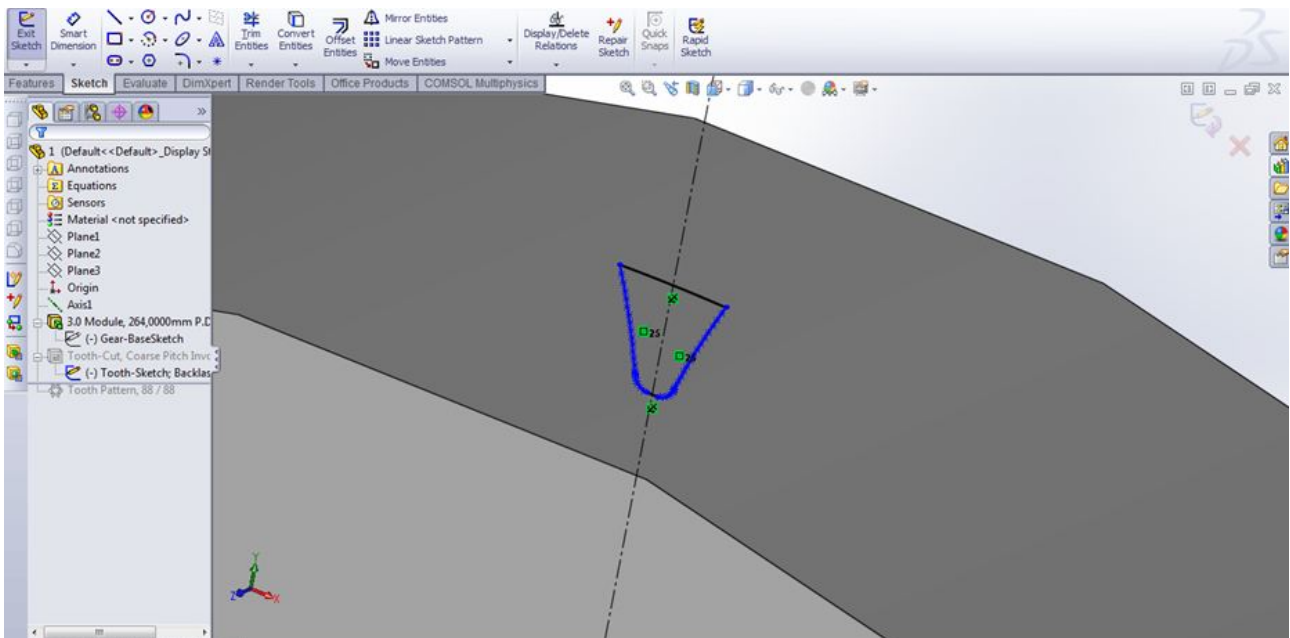 Exit Sketch
Smart Dimension
Trim Entities
Convert Entities
Offset Entities
Mirror Entities
Linear Sketch Pattern
Move Entities
Display/Delete Relations
Repair Sketch
Quick Snaps
Rapid Sketch
Features Sketch Evaluate DimXpert Render Tools Office Products COMSOL Multiphysics
»
1 (Default<<Default>_Display St
A Annotations
Σ Equations
Sensors
Material <not specified>
Plane1
Plane2
Plane3
Origin
Axis1
3.0 Module, 264,0000mm P.D
(-) Gear-BaseSketch
Tooth-Cut, Coarse Pitch Invo
(-) Tooth-Sketch; Backlas
Tooth Pattern, 88 / 88
25
Y
Z X